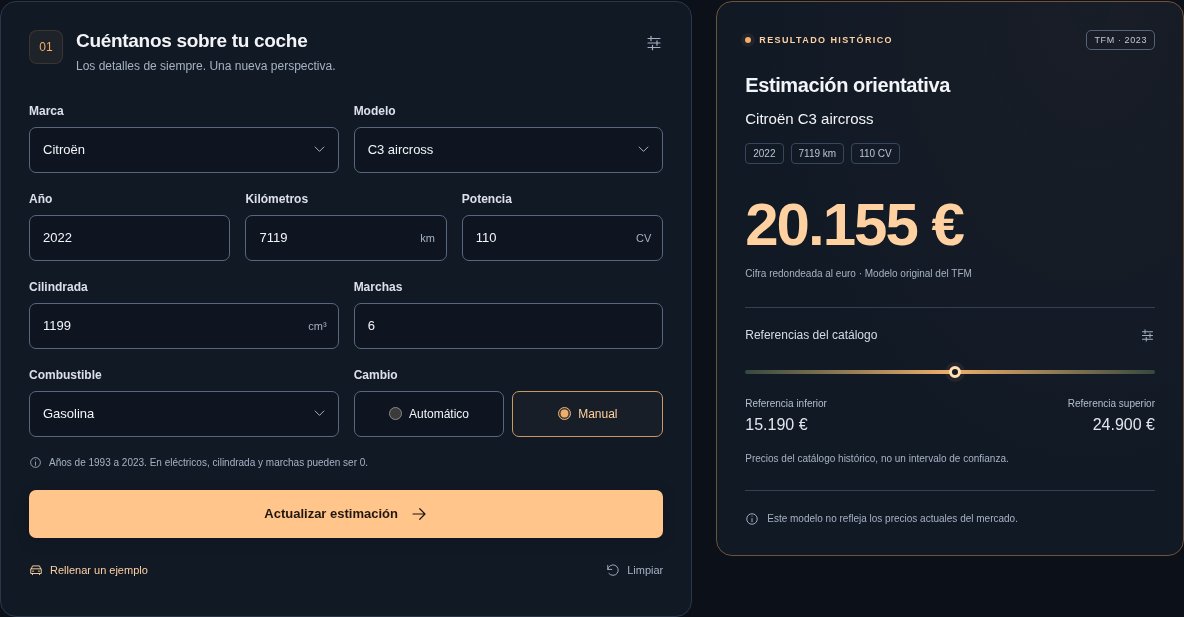 01
Cuéntanos sobre tu coche
Los detalles de siempre. Una nueva perspectiva.
Marca
Modelo
Citroën
C3 aircross
Año
Kilómetros
Potencia
2022
7119 km
110 CV
Cilindrada
Marchas
1199 cm³
6
Combustible
Cambio
Gasolina
Automático
Manual
Años de 1993 a 2023. En eléctricos, cilindrada y marchas pueden ser 0.
Actualizar estimación
Rellenar un ejemplo
Limpiar
RESULTADO HISTÓRICO
TFM · 2023
Estimación orientativa
Citroën C3 aircross
2022
7119 km
110 CV
20.155 €
Cifra redondeada al euro · Modelo original del TFM
Referencias del catálogo
Referencia inferior
Referencia superior
15.190 €
24.900 €
Precios del catálogo histórico, no un intervalo de confianza.
Este modelo no refleja los precios actuales del mercado.